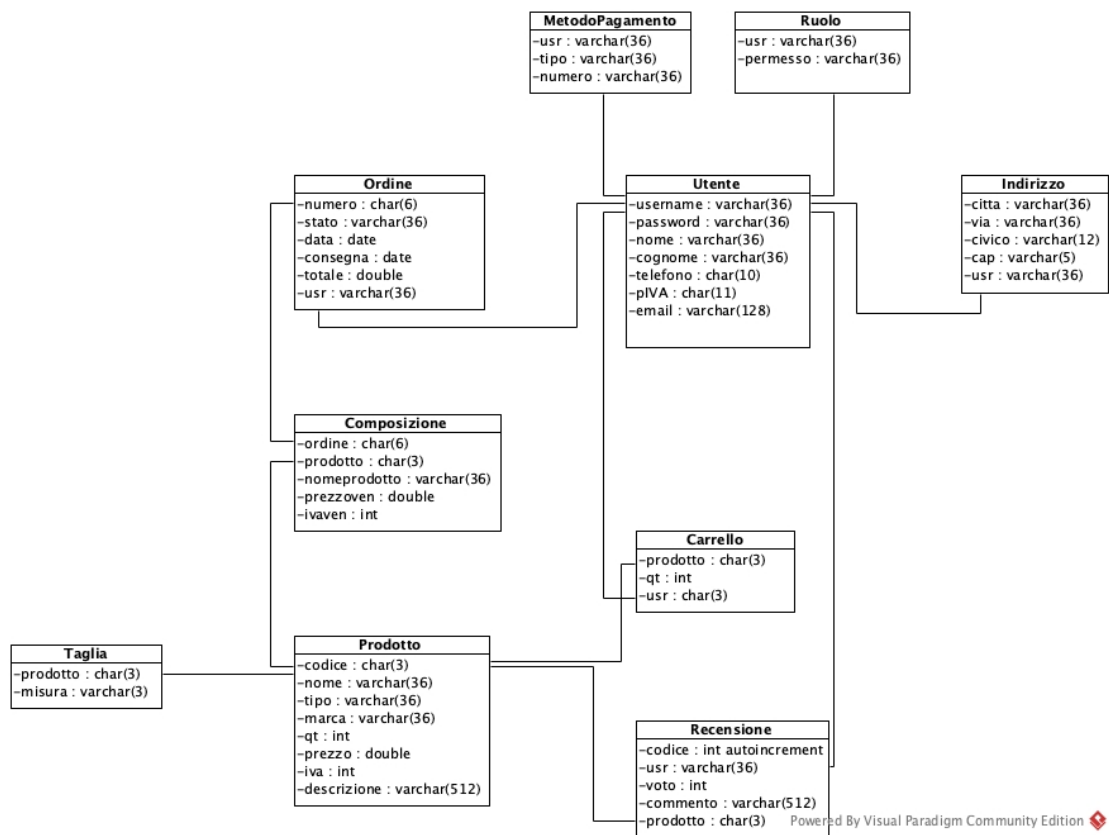 MetodoPagamento
-usr : varchar(36)
-tipo : varchar(36)
-numero : varchar(36)
Ruolo
-usr : varchar(36)
-permesso : varchar(36)
Ordine
-numero : char(6)
-stato : varchar(36)
-data : date
-consegna : date
-totale : double
-usr : varchar(36)
Utente
-username : varchar(36)
-password : varchar(36)
-nome : varchar(36)
-cognome : varchar(36)
-telefono : char(10)
-pIVA : char(11)
-email : varchar(128)
Indirizzo
-citta : varchar(36)
-via : varchar(36)
-civico : varchar(12)
-cap : varchar(5)
-usr : varchar(36)
Composizione
-ordine : char(6)
-prodotto : char(3)
-nomeprodotto : varchar(36)
-prezzoven : double
-ivaven : int
Carrello
-prodotto : char(3)
-qt : int
-usr : char(3)
Taglia
-prodotto : char(3)
-misura : varchar(3)
Prodotto
-codice : char(3)
-nome : varchar(36)
-tipo : varchar(36)
-marca : varchar(36)
-qt : int
-prezzo : double
-iva : int
-descrizione : varchar(512)
Recensione
-codice : int autoincrement
-usr : varchar(36)
-voto : int
-commento : varchar(512)
-prodotto : char(3)
Powered By Visual Paradigm Community Edition